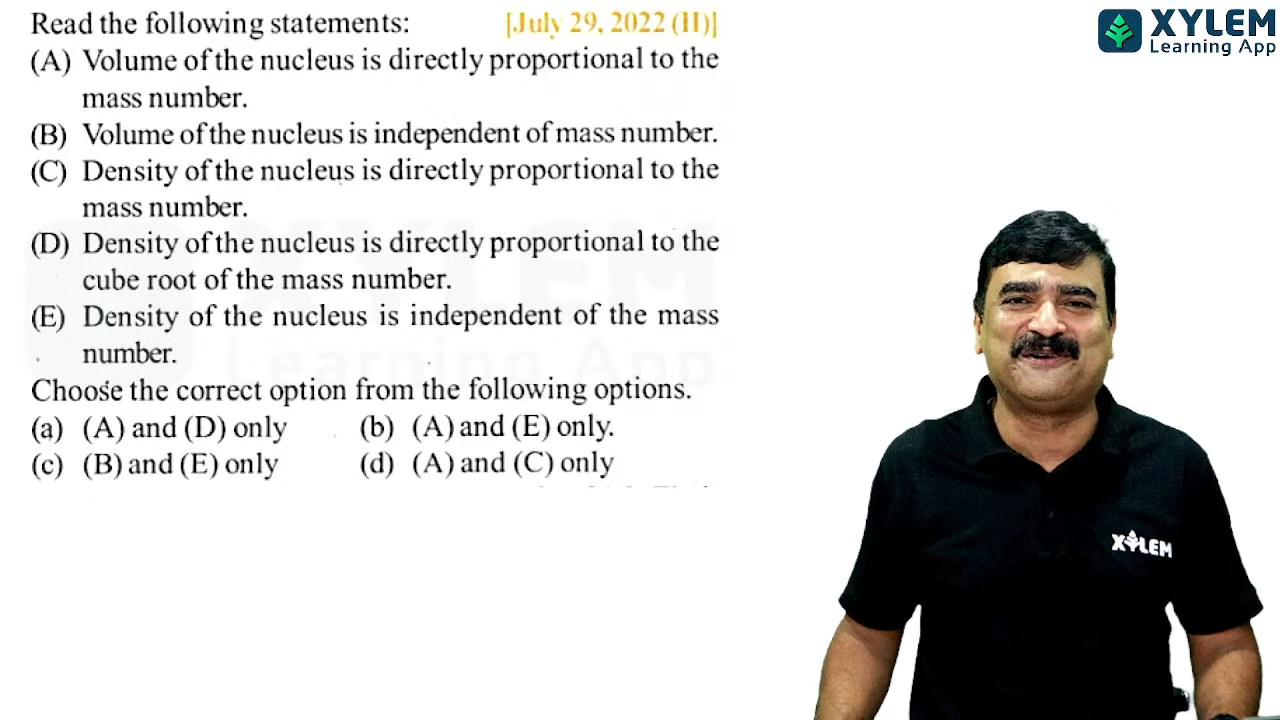 Read the following statements: [July 29, 2022 (II)]
(A) Volume of the nucleus is directly proportional to the
mass number.
(B) Volume of the nucleus is independent of mass number.
(C) Density of the nucleus is directly proportional to the
mass number.
(D) Density of the nucleus is directly proportional to the
cube root of the mass number.
(E) Density of the nucleus is independent of the mass
number.
Choose the correct option from the following options.
(a) (A) and (D) only (b) (A) and (E) only.
(c) (B) and (E) only (d) (A) and (C) only
XYLEM
Learning App
XYLEM
Learning App
XYLEM